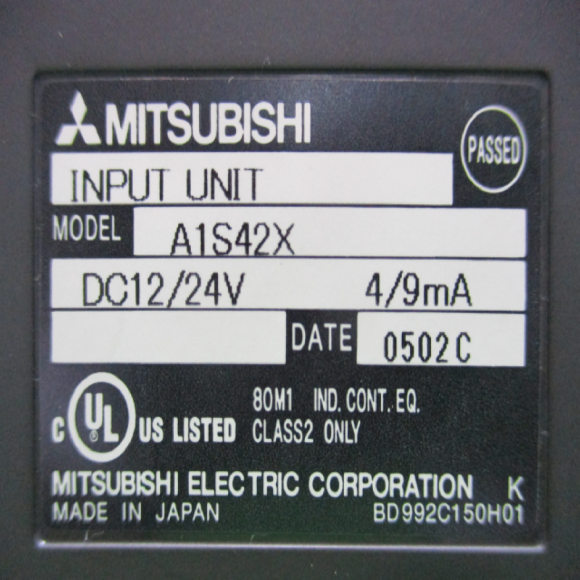 MITSUBISHI
PASSED
INPUT UNIT
MODEL A1S42X
DC12/24V 4/9mA
DATE 0502C
C UL® US LISTED
80M1 IND. CONT. EQ.
CLASS2 ONLY
MITSUBISHI ELECTRIC CORPORATION K
MADE IN JAPAN BD992C150H01